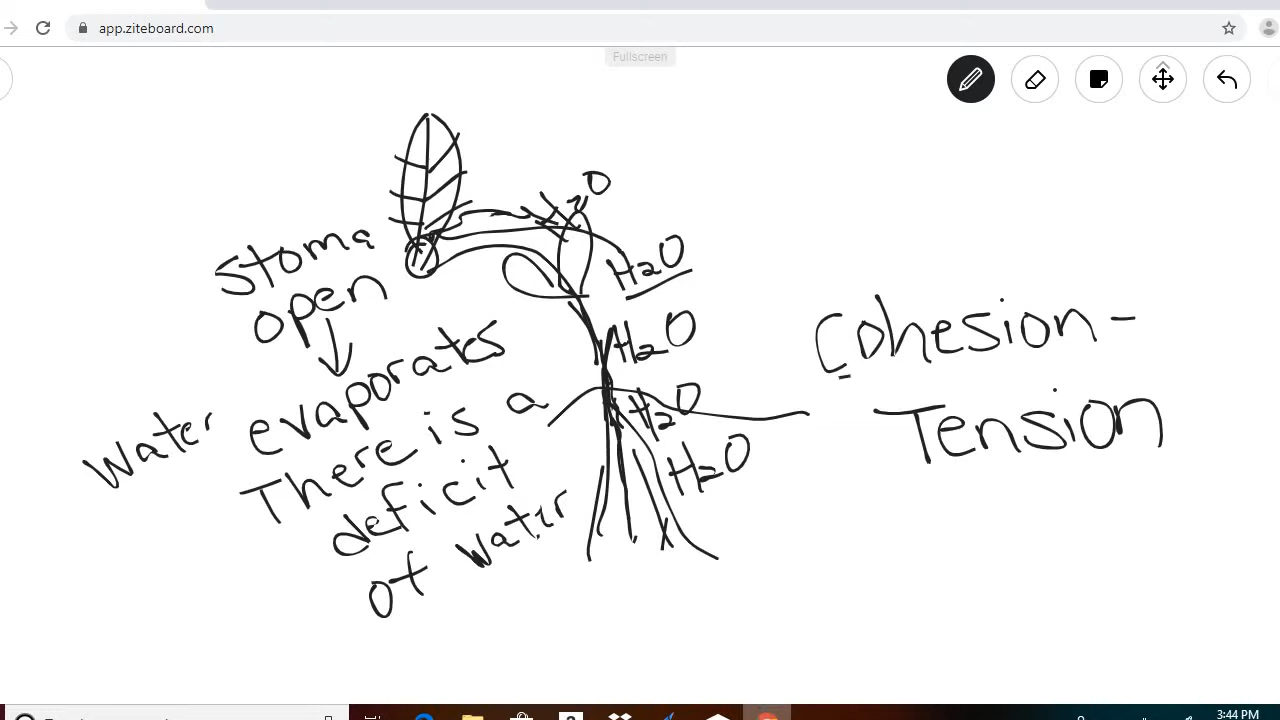 app.ziteboard.com
Fullscreen
H2O
H2O
H2O
H2O
stoma
open
Water evaporates
There is a
deficit
of water
Cohesion-
Tension
3:44 PM